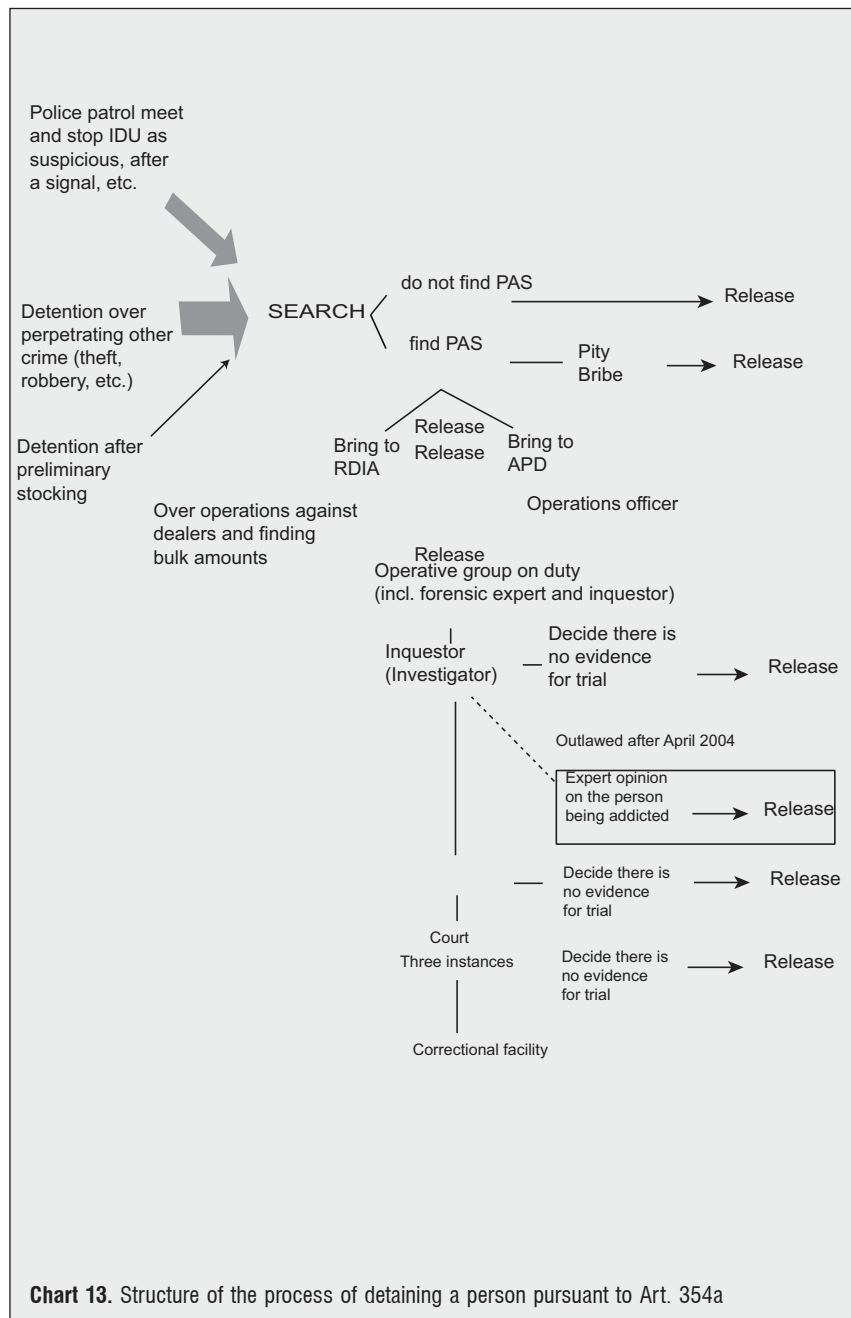 Police patrol meet
and stop IDU as
suspicious, after
a signal, etc.
Detention over
perpetrating other
crime (theft,
robbery, etc.)
Detention after
preliminary
stocking
SEARCH
do not find PAS
Release
find PAS
Pity
Bribe
Release
Bring to
RDIA
Release
Release
Bring to
APD
Over operations against
dealers and finding
bulk amounts
Operations officer
Release
Operative group on duty
(incl. forensic expert and inquestor)
Inquestor
(Investigator)
Decide there is
no evidence
for trial
Release
Outlawed after April 2004
Expert opinion
on the person
being addicted
Release
Decide there is
no evidence
for trial
Release
Court
Three instances
Decide there is
no evidence
for trial
Release
Correctional facility
Chart 13. Structure of the process of detaining a person pursuant to Art. 354a